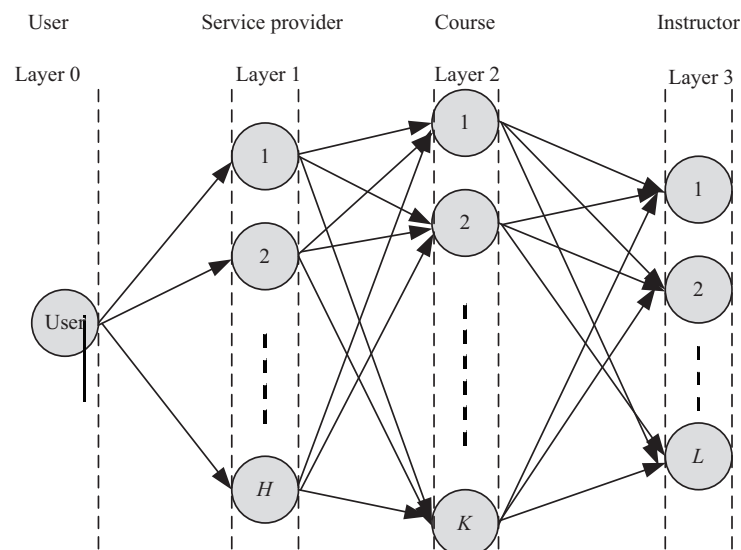 User Service provider Course Instructor
Layer 0 Layer 1 Layer 2 Layer 3
1
1
1
2
2
2
User
L
H
K